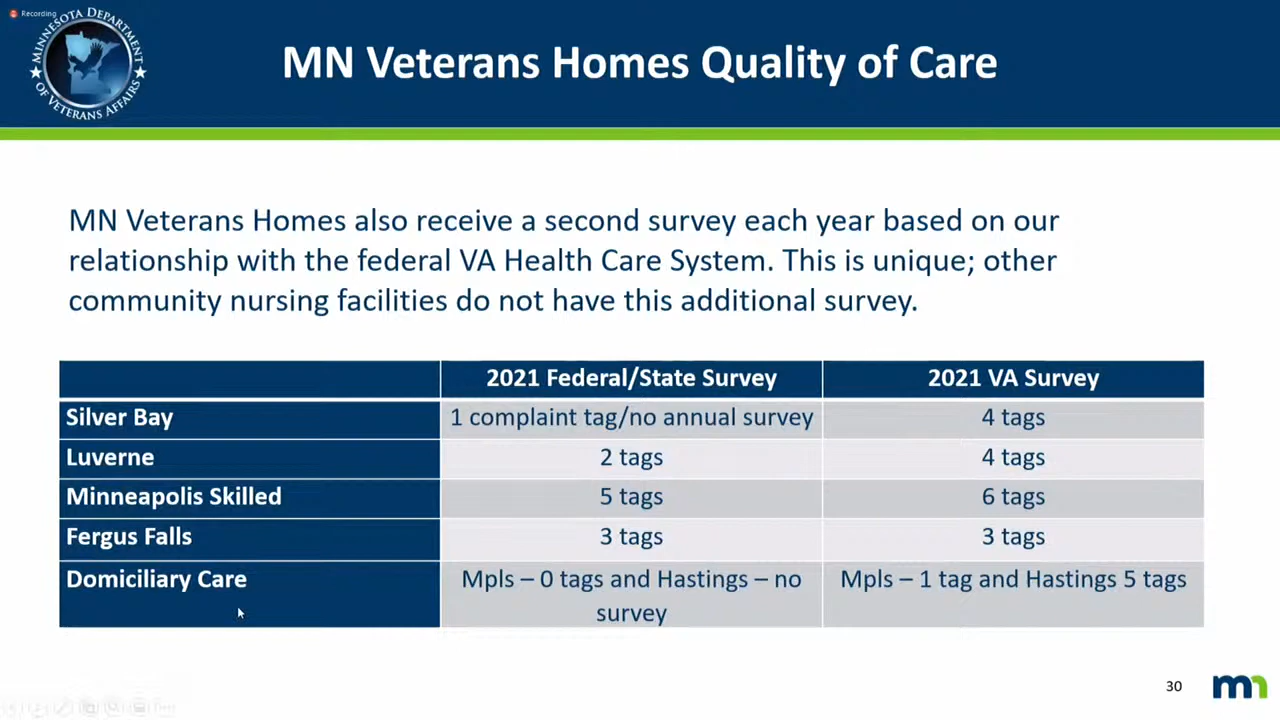 Recording
MINNESOTA DEPARTMENT
OF VETERANS AFFAIRS
MN Veterans Homes Quality of Care
MN Veterans Homes also receive a second survey each year based on our
relationship with the federal VA Health Care System. This is unique; other
community nursing facilities do not have this additional survey.
2021 Federal/State Survey
2021 VA Survey
Silver Bay
1 complaint tag/no annual survey
4 tags
Luverne
2 tags
4 tags
Minneapolis Skilled
5 tags
6 tags
Fergus Falls
3 tags
3 tags
Domiciliary Care
Mpls – 0 tags and Hastings – no
survey
Mpls – 1 tag and Hastings 5 tags
30
mn